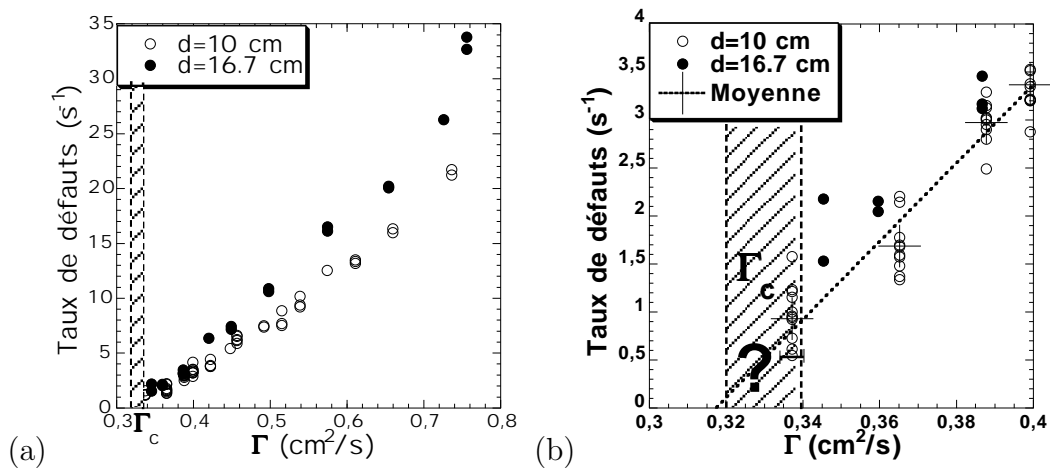 35
30
25
20
15
10
5
0
Taux de défauts (s⁻¹)
d=10 cm
d=16.7 cm
0,3
0,4
0,5
0,6
0,7
0,8
Γc
Γ (cm²/s)
(a)
4
3,5
3
2,5
2
1,5
1
0,5
0
Taux de défauts (s⁻¹)
d=10 cm
d=16.7 cm
Moyenne
Γc
?
0,3
0,32
0,34
0,36
0,38
0,4
Γ (cm²/s)
(b)